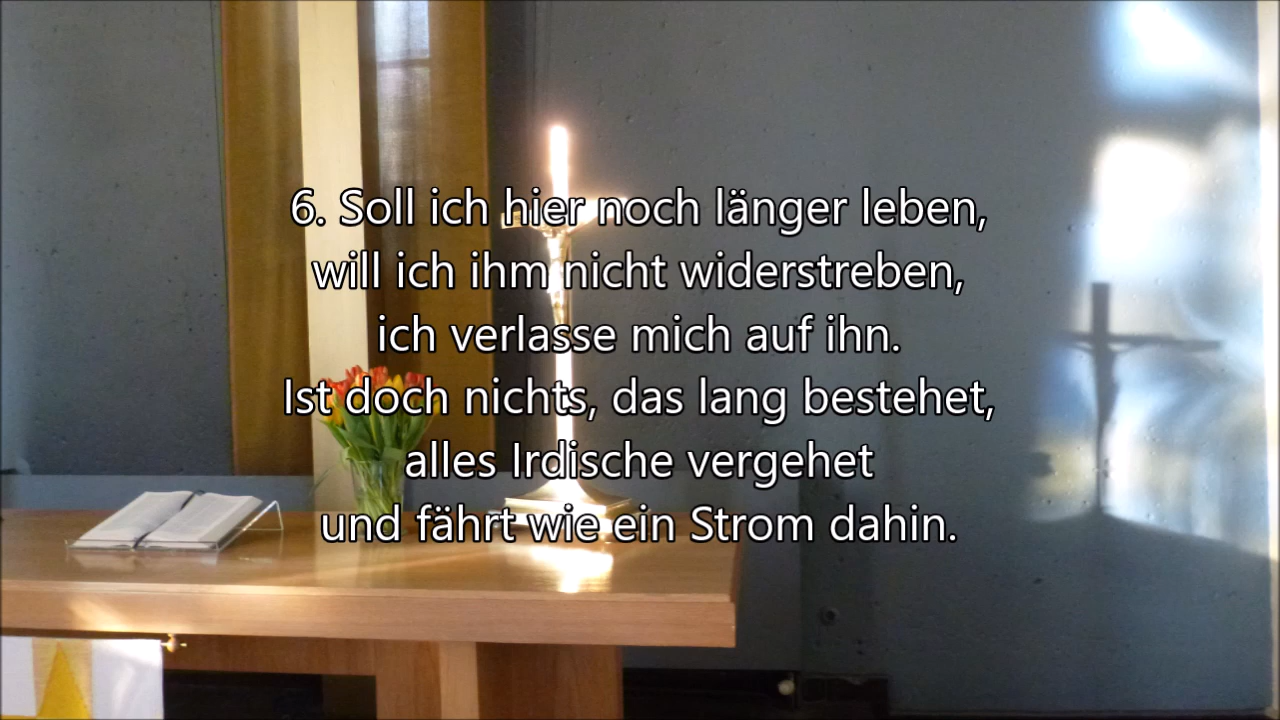 6. Soll ich hier noch länger leben,
will ich ihm nicht widerstreben,
ich verlasse mich auf ihn.
Ist doch nichts, das lang bestehet,
alles Irdische vergehet
und fährt wie ein Strom dahin.